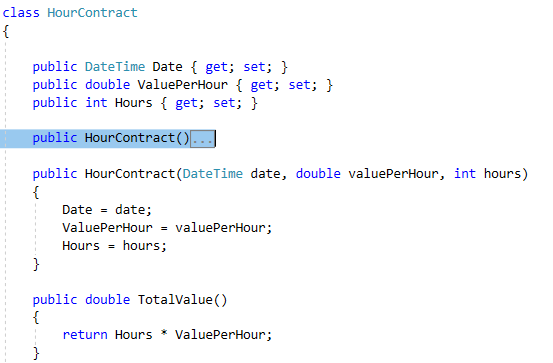 class HourContract
{
public DateTime Date { get; set; }
public double ValuePerHour { get; set; }
public int Hours { get; set; }
public HourContract()...
public HourContract(DateTime date, double valuePerHour, int hours)
{
Date = date;
ValuePerHour = valuePerHour;
Hours = hours;
}
public double TotalValue()
{
return Hours * ValuePerHour;
}